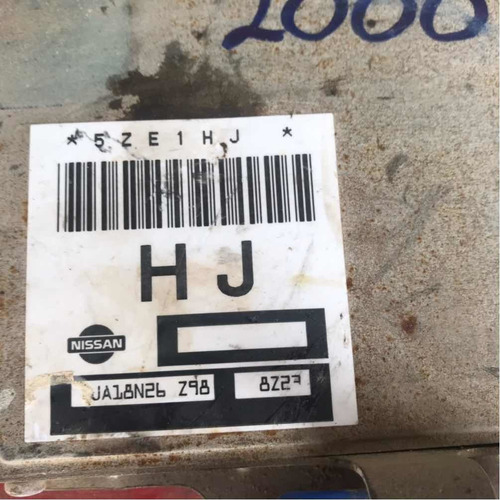 2000
*5ZE1HJ *
HJ
NISSAN
JA18N26 Z98 8Z27